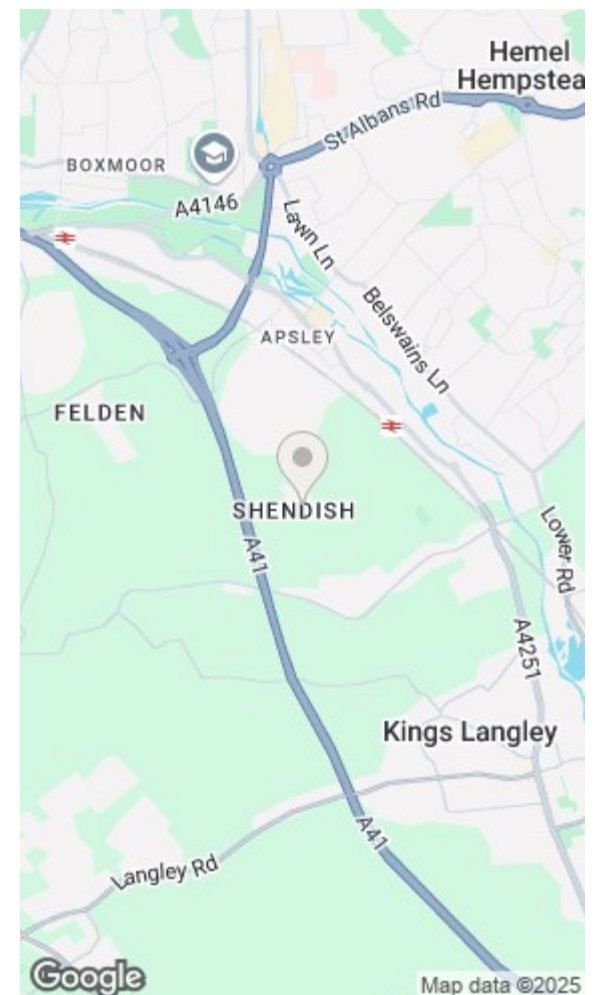 Hemel
Hempstea
St Albans Rd
BOXMOOR
A4146
Lawn Ln
Belswains Ln
APSLEY
FELDEN
SHENDISH
A41
Lower Rd
A4251
Kings Langley
A41
Langley Rd
Google
Map data ©2025